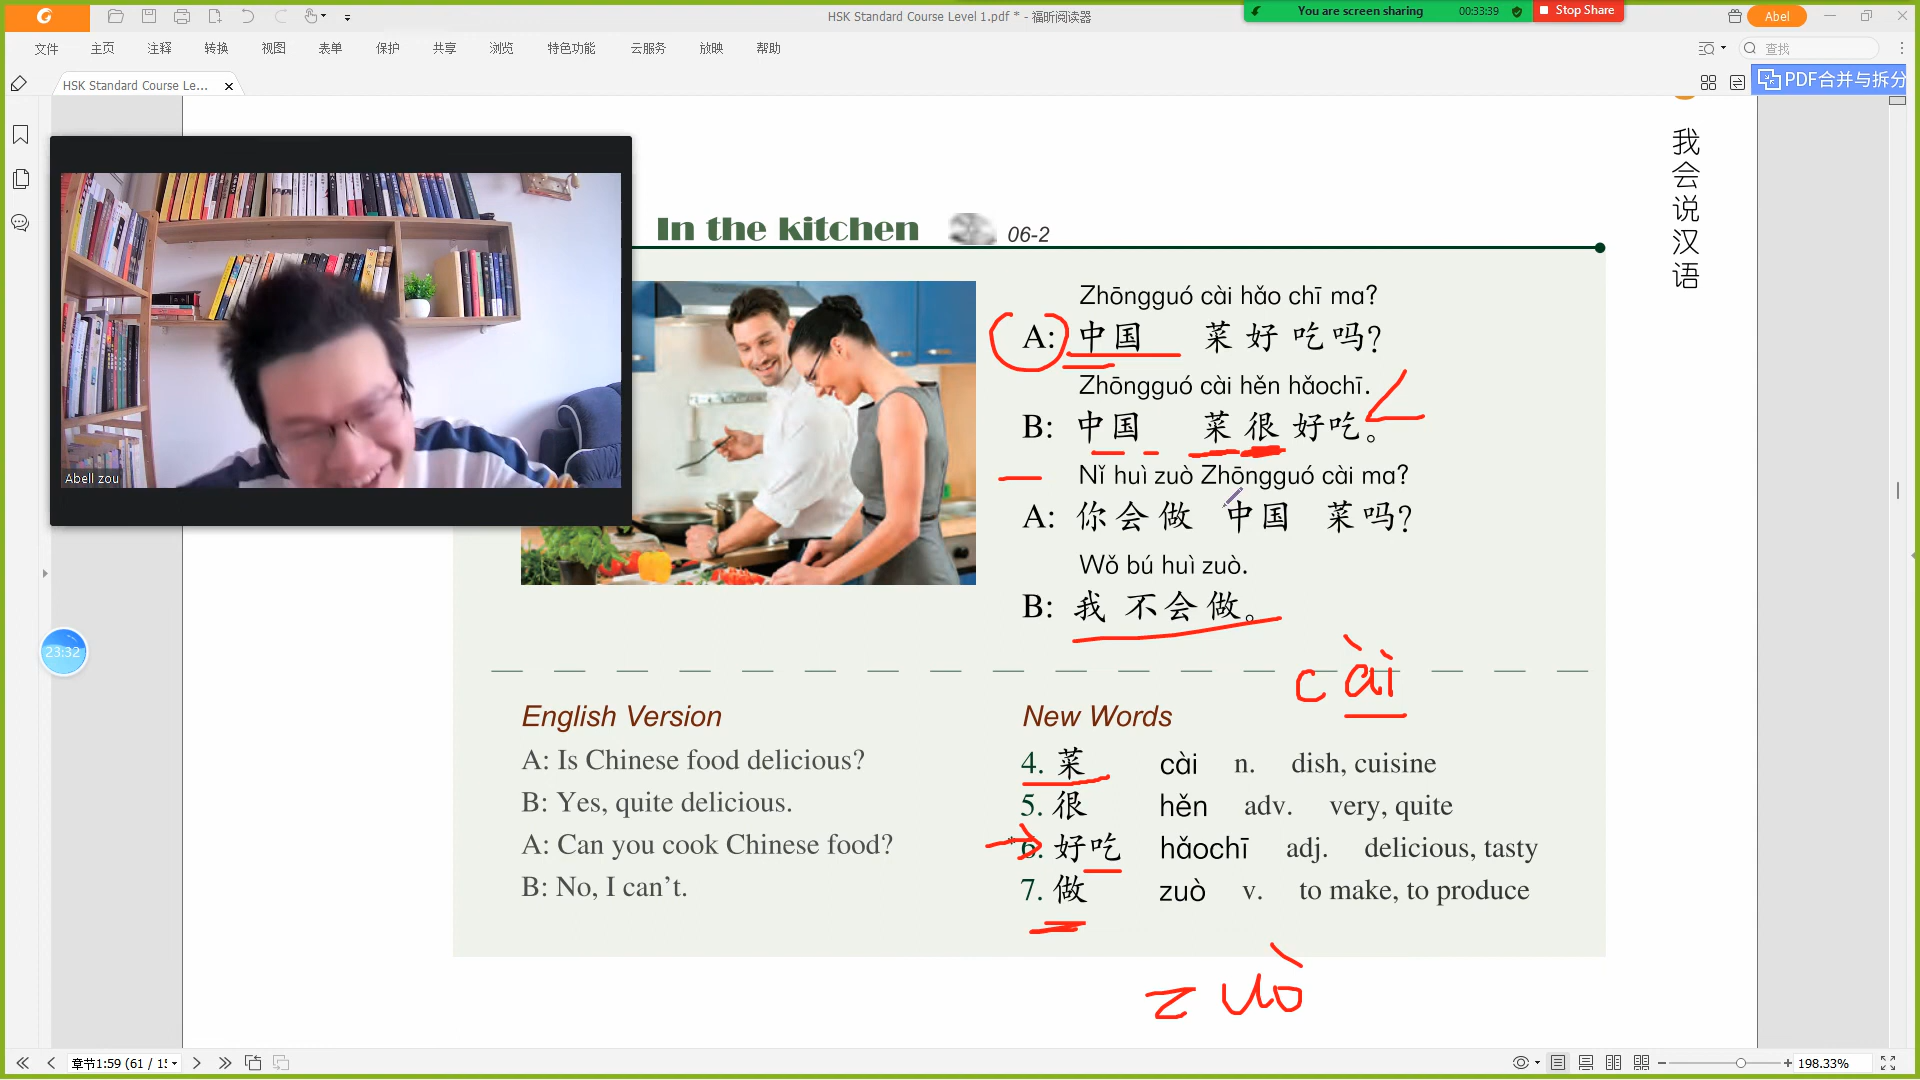 HSK Standard Course Level 1.pdf * - 福昕阅读器
You are screen sharing 00:33:39 Stop Share
Abel
文件 主页 注释 转换 视图 表单 保护 共享 浏览 特色功能 云服务 放映 帮助
查找
HSK Standard Course Le...
PDF合并与拆分
我会说汉语
In the kitchen 06-2
Zhōngguó cài hǎo chī ma?
A: 中国 菜好吃吗?
Zhōngguó cài hěn hǎochī.
B: 中国 菜很好吃。
Nǐ huì zuò Zhōngguó cài ma?
A: 你会做 中国 菜吗?
Wǒ bú huì zuò.
B: 我 不会做。
Abell zou
23:32
cài
English Version
A: Is Chinese food delicious?
B: Yes, quite delicious.
A: Can you cook Chinese food?
B: No, I can't.
New Words
4. 菜 cài n. dish, cuisine
5. 很 hěn adv. very, quite
*6. 好吃 hǎochī adj. delicious, tasty
7. 做 zuò v. to make, to produce
zuò
章节1:59 (61 / 15
198.33%